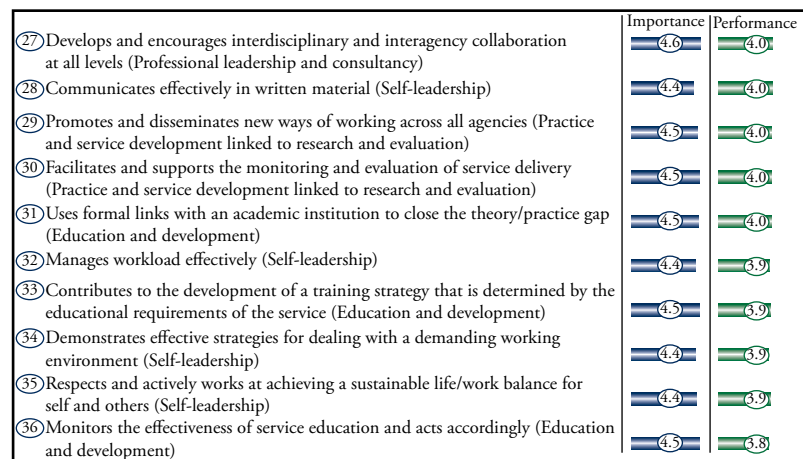 Importance Performance
27 Develops and encourages interdisciplinary and interagency collaboration
at all levels (Professional leadership and consultancy)
4.6 4.0
28 Communicates effectively in written material (Self-leadership)
4.4 4.0
29 Promotes and disseminates new ways of working across all agencies (Practice
and service development linked to research and evaluation)
4.5 4.0
30 Facilitates and supports the monitoring and evaluation of service delivery
(Practice and service development linked to research and evaluation)
4.5 4.0
31 Uses formal links with an academic institution to close the theory/practice gap
(Education and development)
4.5 4.0
32 Manages workload effectively (Self-leadership)
4.4 3.9
33 Contributes to the development of a training strategy that is determined by the
educational requirements of the service (Education and development)
4.5 3.9
34 Demonstrates effective strategies for dealing with a demanding working
environment (Self-leadership)
4.4 3.9
35 Respects and actively works at achieving a sustainable life/work balance for
self and others (Self-leadership)
4.4 3.9
36 Monitors the effectiveness of service education and acts accordingly (Education
and development)
4.5 3.8